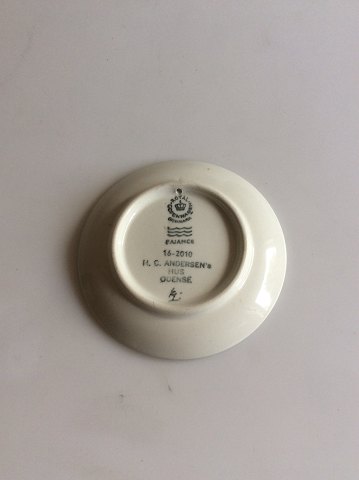 ROYAL COPENHAGEN
DENMARK
FAJANCE
16-2010
H. C. ANDERSEN's
HUS
ODENSE